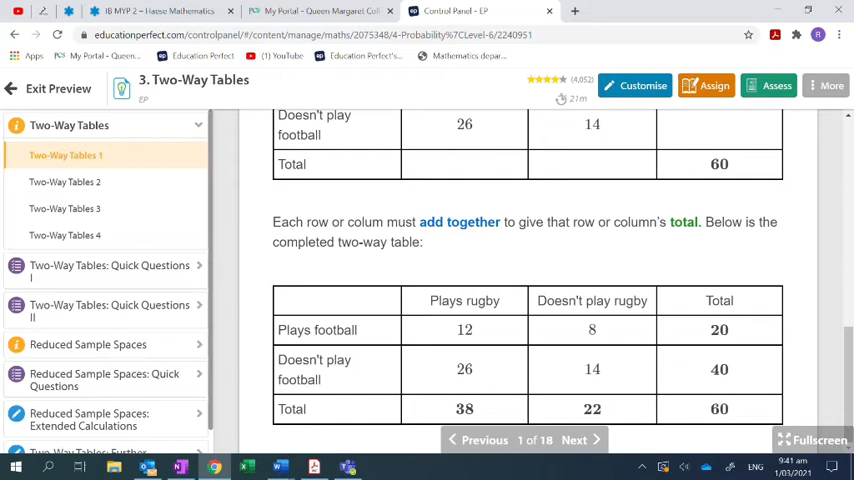 IB MYP 2 – Haese Mathematics
My Portal - Queen Margaret Coll
Control Panel - EP
educationperfect.com/controlpanel/#/content/manage/maths/2075348/4-Probability%7CLevel-6/2240951
R
Apps
My Portal - Queen...
Education Perfect
(1) YouTube
Education Perfect's...
Mathematics depar...
Exit Preview
3. Two-Way Tables
EP
(4,052)
21m
Customise
Assign
Assess
More
Two-Way Tables
Two-Way Tables 1
Two-Way Tables 2
Two-Way Tables 3
Two-Way Tables 4
Two-Way Tables: Quick Questions
I
Two-Way Tables: Quick Questions
II
Reduced Sample Spaces
Reduced Sample Spaces: Quick
Questions
Reduced Sample Spaces:
Extended Calculations
Two-Way Tables: Further
Doesn't play
football
26 14
Total 60
Each row or colum must add together to give that row or column's total. Below is the
completed two-way table:
Plays rugby Doesn't play rugby Total
Plays football 12 8 20
Doesn't play
football
26 14 40
Total 38 22 60
Previous 1 of 18 Next
Fullscreen
ENG
9:41 am
1/03/2021